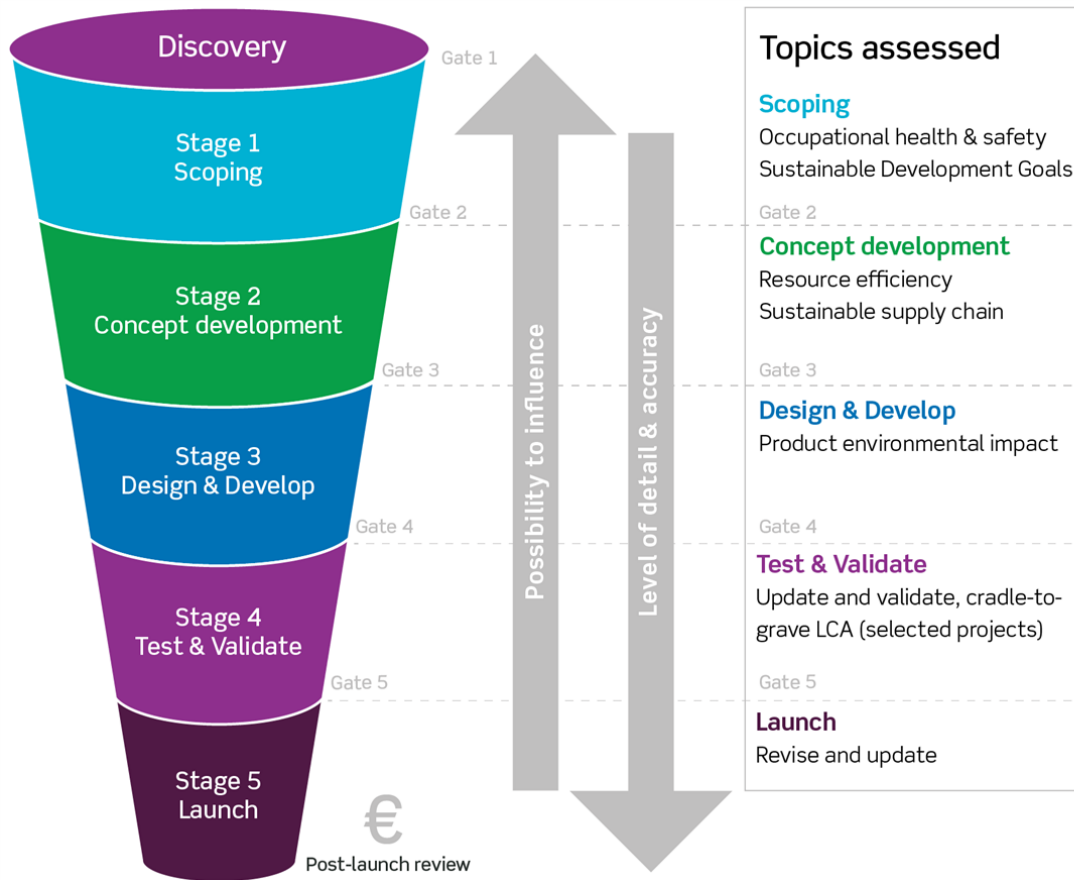 Discovery
Gate 1
Stage 1
Scoping
Gate 2
Stage 2
Concept development
Gate 3
Stage 3
Design & Develop
Gate 4
Stage 4
Test & Validate
Gate 5
Stage 5
Launch
€
Post-launch review
Possibility to influence
Level of detail & accuracy
Topics assessed
Scoping
Occupational health & safety
Sustainable Development Goals
Gate 2
Concept development
Resource efficiency
Sustainable supply chain
Gate 3
Design & Develop
Product environmental impact
Gate 4
Test & Validate
Update and validate, cradle-to-
grave LCA (selected projects)
Gate 5
Launch
Revise and update